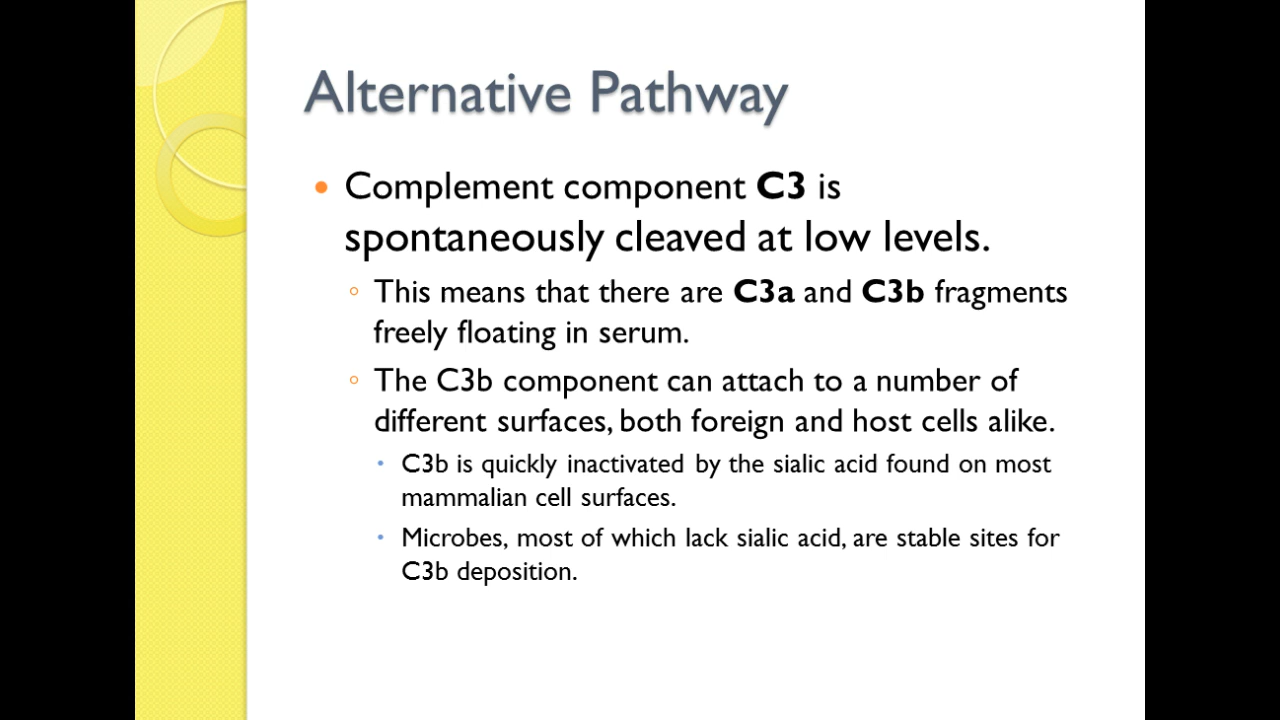 Alternative Pathway
• Complement component C3 is
spontaneously cleaved at low levels.
◦ This means that there are C3a and C3b fragments
freely floating in serum.
◦ The C3b component can attach to a number of
different surfaces, both foreign and host cells alike.
• C3b is quickly inactivated by the sialic acid found on most
mammalian cell surfaces.
• Microbes, most of which lack sialic acid, are stable sites for
C3b deposition.